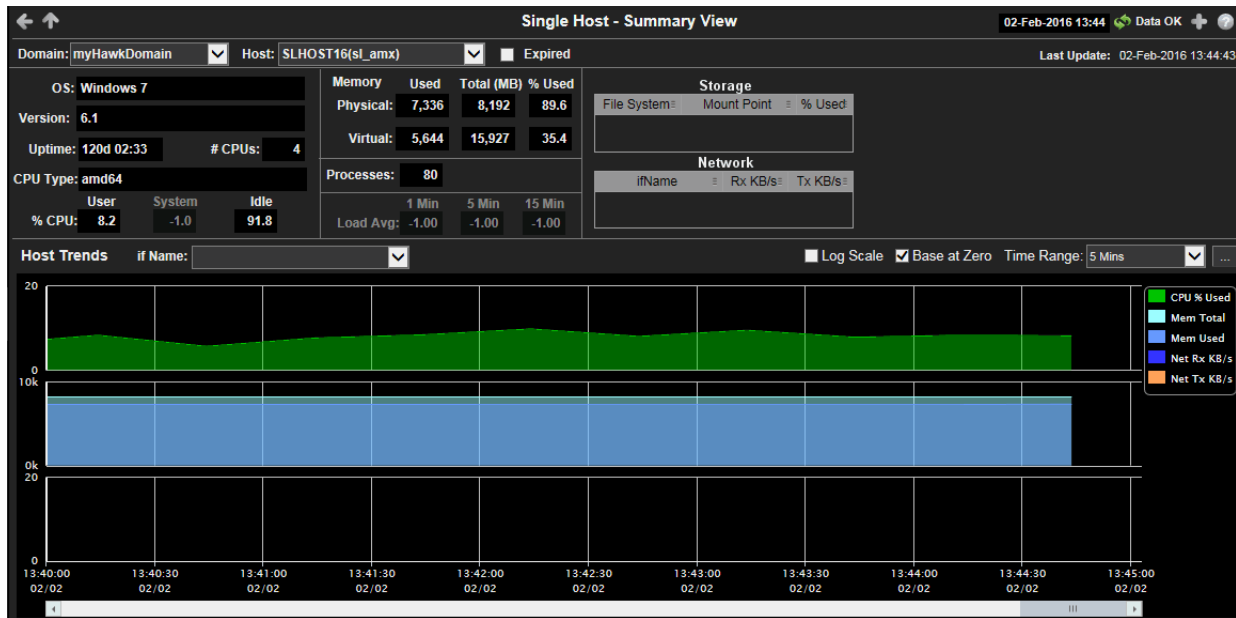 Single Host - Summary View
02-Feb-2016 13:44 Data OK
Domain: myHawkDomain Host: SLHOST16(sl_amx) Expired Last Update: 02-Feb-2016 13:44:43
OS: Windows 7
Version: 6.1
Uptime: 120d 02:33 # CPUs: 4
CPU Type: amd64
User System Idle
% CPU: 8.2 -1.0 91.8
Memory Used Total (MB) % Used
Physical: 7,336 8,192 89.6
Virtual: 5,644 15,927 35.4
Processes: 80
1 Min 5 Min 15 Min
Load Avg: -1.00 -1.00 -1.00
Storage
File System Mount Point % Used
Network
ifName Rx KB/s Tx KB/s
Host Trends if Name: Log Scale Base at Zero Time Range: 5 Mins ...
20
0
10k
0k
20
0
CPU % Used
Mem Total
Mem Used
Net Rx KB/s
Net Tx KB/s
13:40:00 13:40:30 13:41:00 13:41:30 13:42:00 13:42:30 13:43:00 13:43:30 13:44:00 13:44:30 13:45:00
02/02 02/02 02/02 02/02 02/02 02/02 02/02 02/02 02/02 02/02 02/02